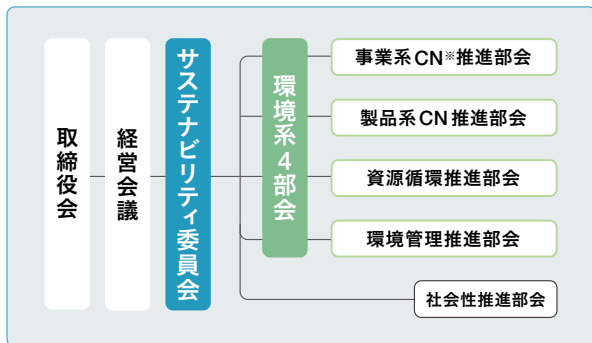 取締役会
経営会議
サステナビリティ委員会
環境系4部会
事業系CN※推進部会
製品系CN推進部会
資源循環推進部会
環境管理推進部会
社会性推進部会